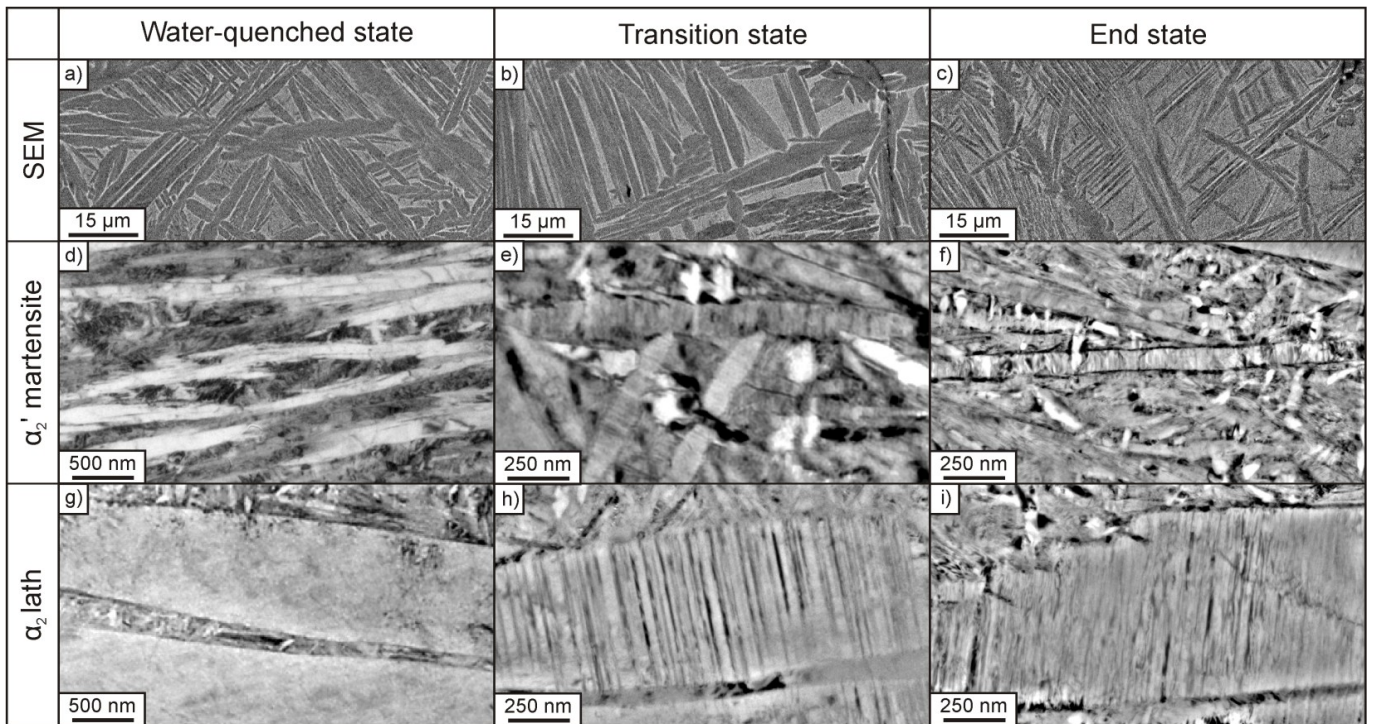 Water-quenched state
Transition state
End state
SEM
a)
15 µm
b)
15 µm
c)
15 µm
α₂' martensite
d)
500 nm
e)
250 nm
f)
250 nm
α₂ lath
g)
500 nm
h)
250 nm
i)
250 nm